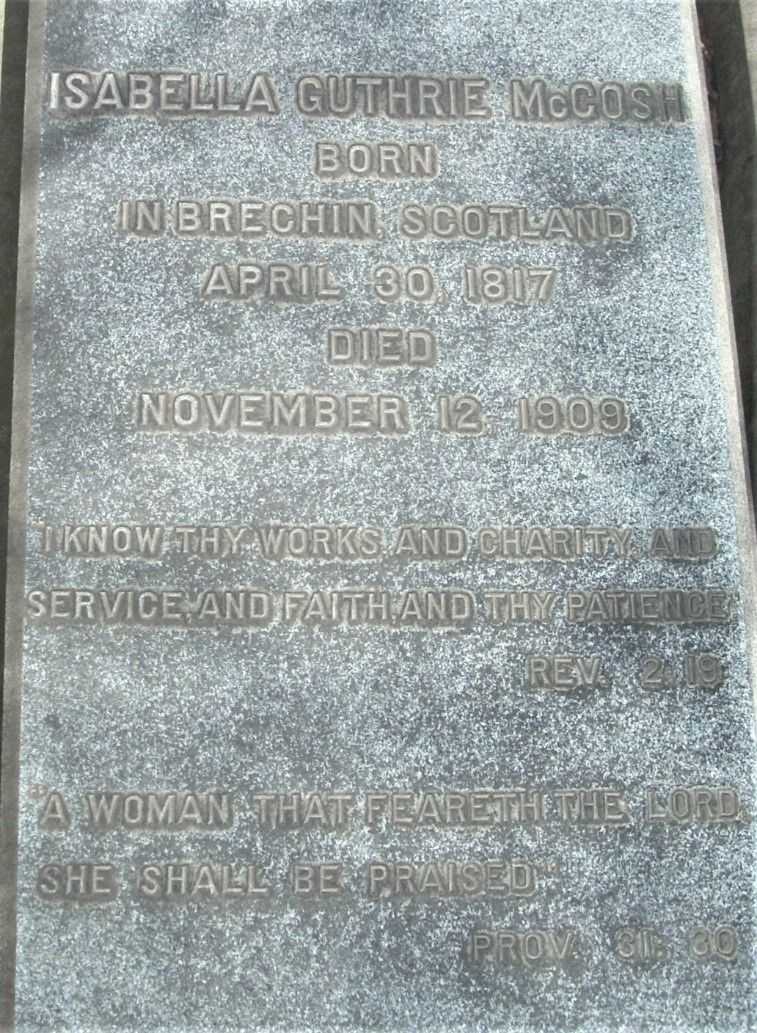 ISABELLA GUTHRIE McCOSH
BORN
IN BRECHIN, SCOTLAND
APRIL 30, 1817
DIED
NOVEMBER 12, 1909
"I KNOW THY WORKS, AND CHARITY, AND
SERVICE, AND FAITH, AND THY PATIENCE"
REV. 2, 19
"A WOMAN THAT FEARETH THE LORD
SHE SHALL BE PRAISED".
PROV. 31: 30